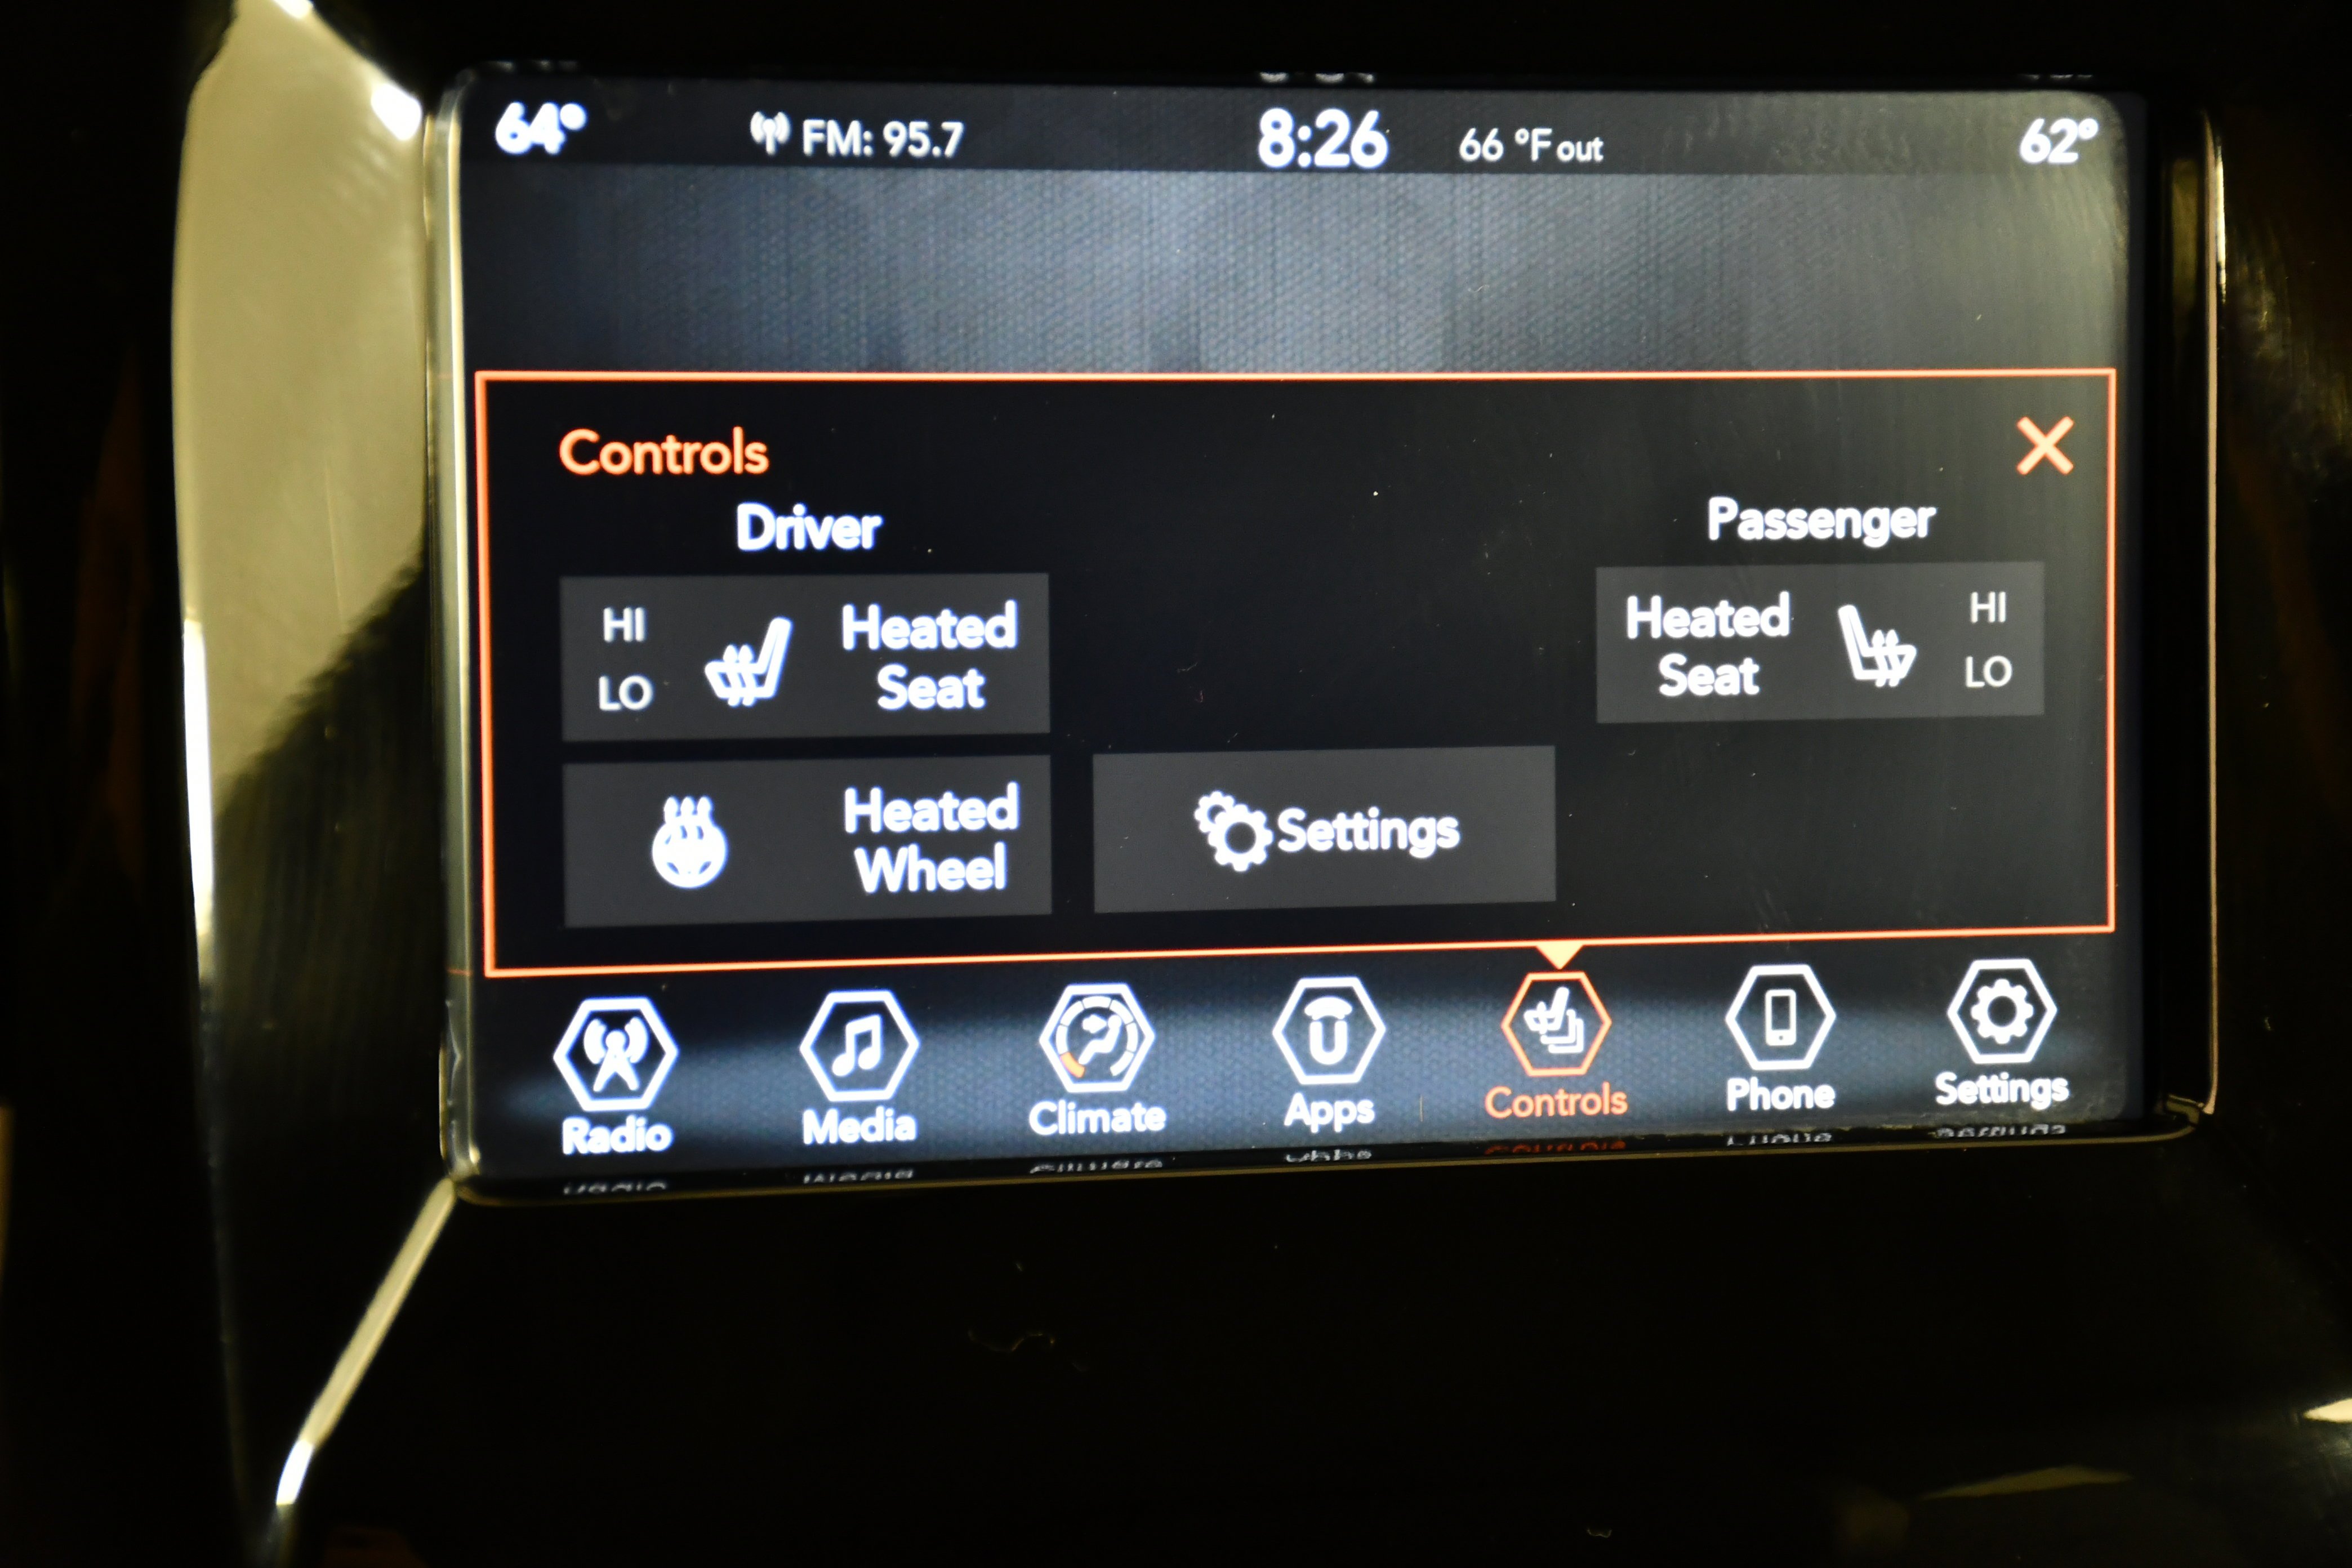 64° FM: 95.7 8:26 66 °F out 62°
Controls
Driver
Passenger
HI
LO
Heated
Seat
Heated
Seat
HI
LO
Heated
Wheel
Settings
Radio Media Climate Apps Controls Phone Settings